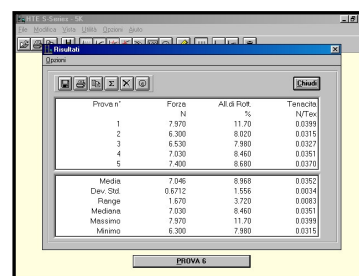 HTE S-Series - 5K
File Modifica Vista Utilità Opzioni Aiuto
Risultati
Opzioni
Chiudi
Prova n° Forza All.di Rott. Tenacita
N % N/Tex
1 7.970 11.70 0.0399
2 6.300 8.020 0.0315
3 6.530 7.980 0.0327
4 7.030 8.460 0.0351
5 7.400 8.680 0.0370
Media 7.046 8.968 0.0352
Dev. Std. 0.6712 1.556 0.0034
Range 1.670 3.720 0.0083
Mediana 7.030 8.460 0.0351
Massimo 7.970 11.70 0.0399
Minimo 6.300 7.980 0.0315
PROVA 6